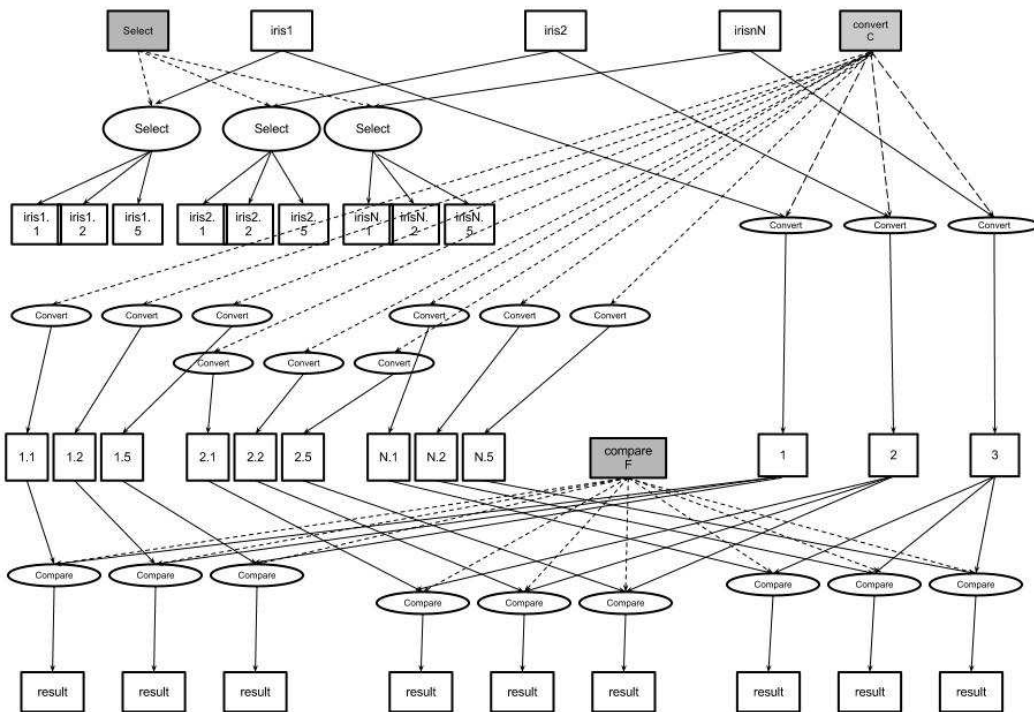 Select
iris1
iris2
irisnN
convert
C
Select
Select
Select
iris1.
1
iris1.
2
iris1.
5
iris2.
1
iris2.
2
iris2.
5
irisN.
1
irisN.
2
irisN.
5
Convert
Convert
Convert
Convert
Convert
Convert
Convert
Convert
Convert
Convert
Convert
Convert
1.1
1.2
1.5
2.1
2.2
2.5
N.1
N.2
N.5
compare
F
1
2
3
Compare
Compare
Compare
Compare
Compare
Compare
Compare
Compare
Compare
result
result
result
result
result
result
result
result
result